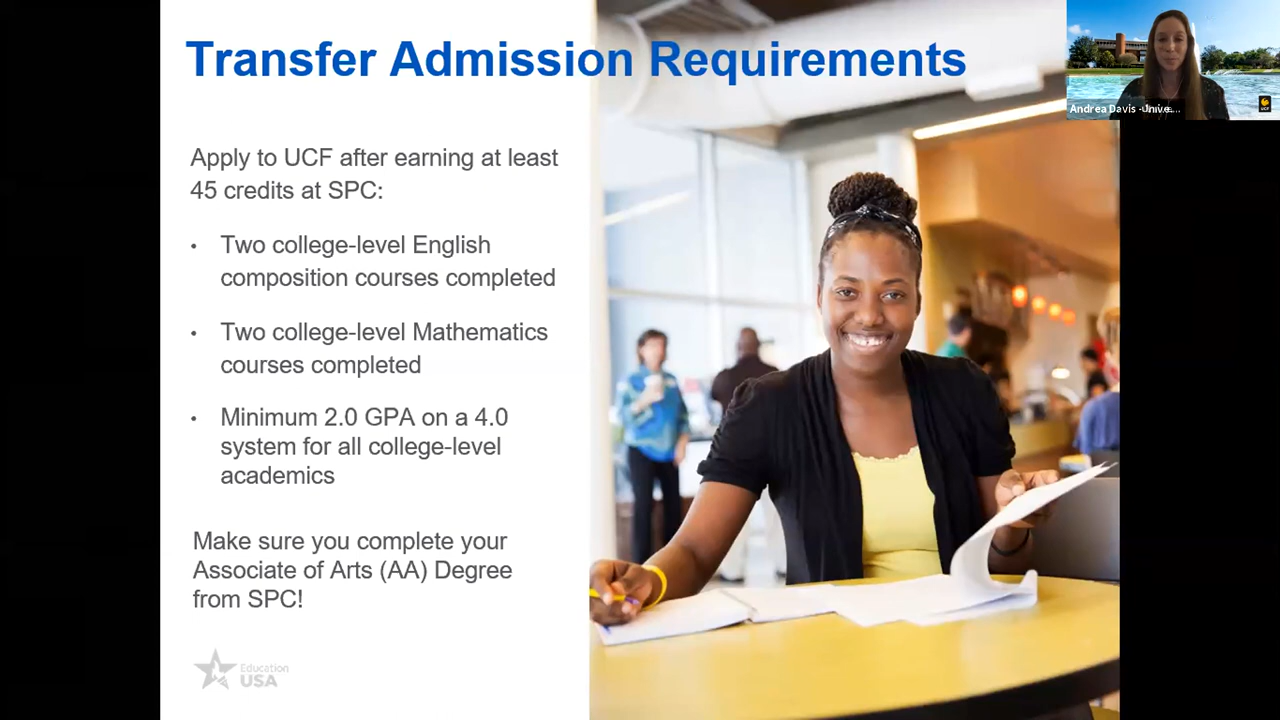 Transfer Admission Requirements
Andrea Davis -Unive...
UCF
Apply to UCF after earning at least
45 credits at SPC:
• Two college-level English
composition courses completed
• Two college-level Mathematics
courses completed
• Minimum 2.0 GPA on a 4.0
system for all college-level
academics
Make sure you complete your
Associate of Arts (AA) Degree
from SPC!
Education
USA